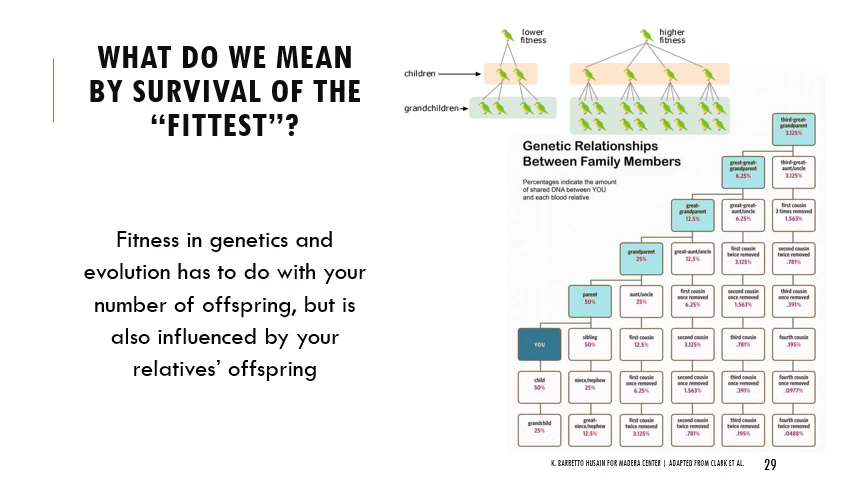 WHAT DO WE MEAN
BY SURVIVAL OF THE
“FITTEST”?
Fitness in genetics and
evolution has to do with your
number of offspring, but is
also influenced by your
relatives’ offspring
lower
fitness
higher
fitness
children
grandchildren
Genetic Relationships
Between Family Members
Percentages indicate the amount
of shared DNA between YOU
and each blood relative
third-great-
grandparent
3.125%
great-great-
grandparent
6.25%
third-great-
aunt/uncle
3.125%
great-
grandparent
12.5%
great-great-
aunt/uncle
6.25%
first cousin
3 times removed
1.563%
grandparent
25%
great-aunt/uncle
12.5%
first cousin
twice removed
3.125%
second cousin
twice removed
.781%
parent
50%
aunt/uncle
25%
first cousin
once removed
6.25%
second cousin
once removed
1.563%
third cousin
once removed
.391%
YOU
sibling
50%
first cousin
12.5%
second cousin
3.125%
third cousin
.781%
fourth cousin
.195%
child
50%
niece/nephew
25%
first cousin
once removed
6.25%
second cousin
once removed
1.563%
third cousin
once removed
.391%
fourth cousin
once removed
.0977%
grandchild
25%
great-
niece/nephew
12.5%
first cousin
twice removed
3.125%
second cousin
twice removed
.781%
third cousin
twice removed
.195%
fourth cousin
twice removed
.0488%
K. BARRETTO HUSAIN FOR MADERA CENTER | ADAPTED FROM CLARK ET AL.
29